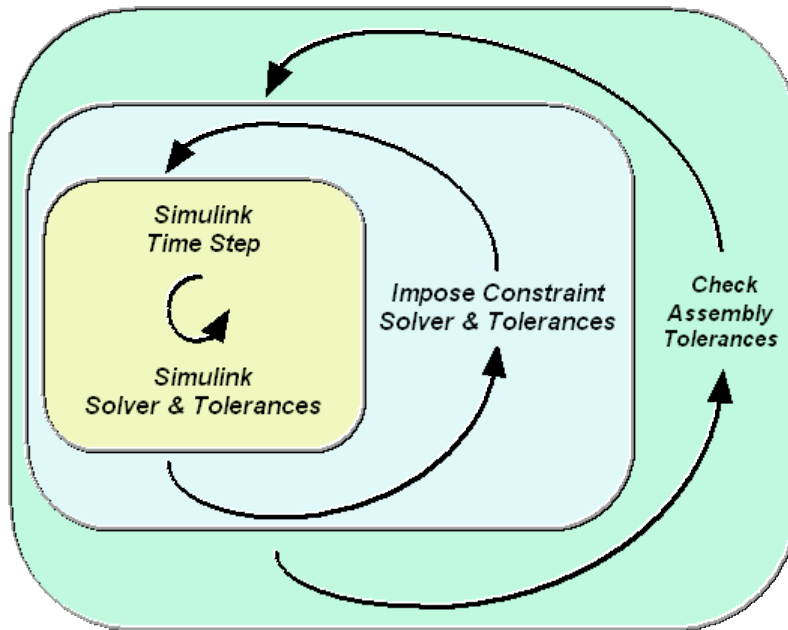 Simulink
Time Step
Simulink
Solver & Tolerances
Impose Constraint
Solver & Tolerances
Check
Assembly
Tolerances